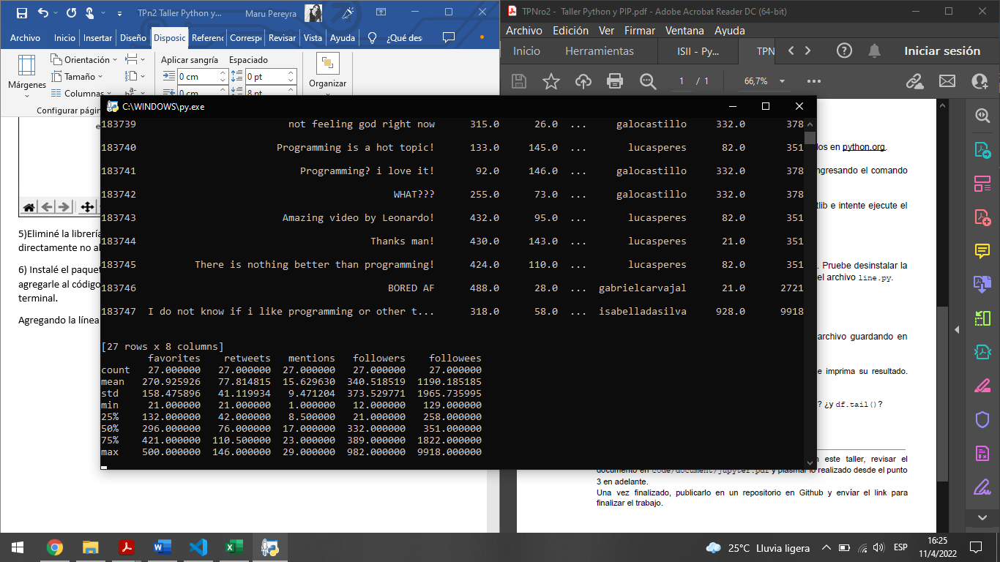 TPn2 Taller Python y...
Maru Pereyra
Archivo Inicio Insertar Diseño Disposic Referenc Corresp Revisar Vista Ayuda ¿Qué des
Orientación
Tamaño
Columnas
Márgenes
Configurar págin
Aplicar sangría Espaciado
0 cm 0 pt
0 cm 8 pt
Organizar
5)Eliminé la librería
directamente no al
6) Instalé el paquet
agregarle al código
terminal.
Agregando la línea
TPNro2 - Taller Python y PIP.pdf - Adobe Acrobat Reader DC (64-bit)
Archivo Edición Ver Firmar Ventana Ayuda
Inicio Herramientas ISII - Py... TPN Iniciar sesión
1 / 1 66,7%
los en python.org.
ngresando el comando
tlib e intente ejecute el
. Pruebe desinstalar la
el archivo line.py.
archivo guardando en
e imprima su resultado.
? ¿y df.tail()?
este taller, revisar el
documento en code/document/jupyter.pdf y plasmar lo realizado desde el punto
3 en adelante.
Una vez finalizado, publicarlo en un repositorio en Github y envíar el link para
finalizar el trabajo.
C:\WINDOWS\py.exe
183739 not feeling god right now 315.0 26.0 ... galocastillo 332.0 378
183740 Programming is a hot topic! 133.0 145.0 ... lucasperes 82.0 351
183741 Programming? i love it! 92.0 146.0 ... galocastillo 332.0 378
183742 WHAT??? 255.0 73.0 ... galocastillo 332.0 378
183743 Amazing video by Leonardo! 432.0 95.0 ... lucasperes 82.0 351
183744 Thanks man! 430.0 143.0 ... lucasperes 21.0 351
183745 There is nothing better than programming! 424.0 110.0 ... lucasperes 82.0 351
183746 BORED AF 488.0 28.0 ... gabrielcarvajal 21.0 2721
183747 I do not know if i like programming or other t... 318.0 58.0 ... isabelladasilva 928.0 9918
[27 rows x 8 columns]
favorites retweets mentions followers followees
count 27.000000 27.000000 27.000000 27.000000 27.000000
mean 270.925926 77.814815 15.629630 340.518519 1190.185185
std 158.475896 41.119934 9.471204 373.529771 1965.735995
min 21.000000 21.000000 1.000000 12.000000 129.000000
25% 132.000000 42.000000 8.500000 21.000000 258.000000
50% 296.000000 76.000000 17.000000 332.000000 351.000000
75% 421.000000 110.500000 23.000000 389.000000 1822.000000
max 500.000000 146.000000 29.000000 982.000000 9918.000000
25°C Lluvia ligera
ESP
16:25
11/4/2022